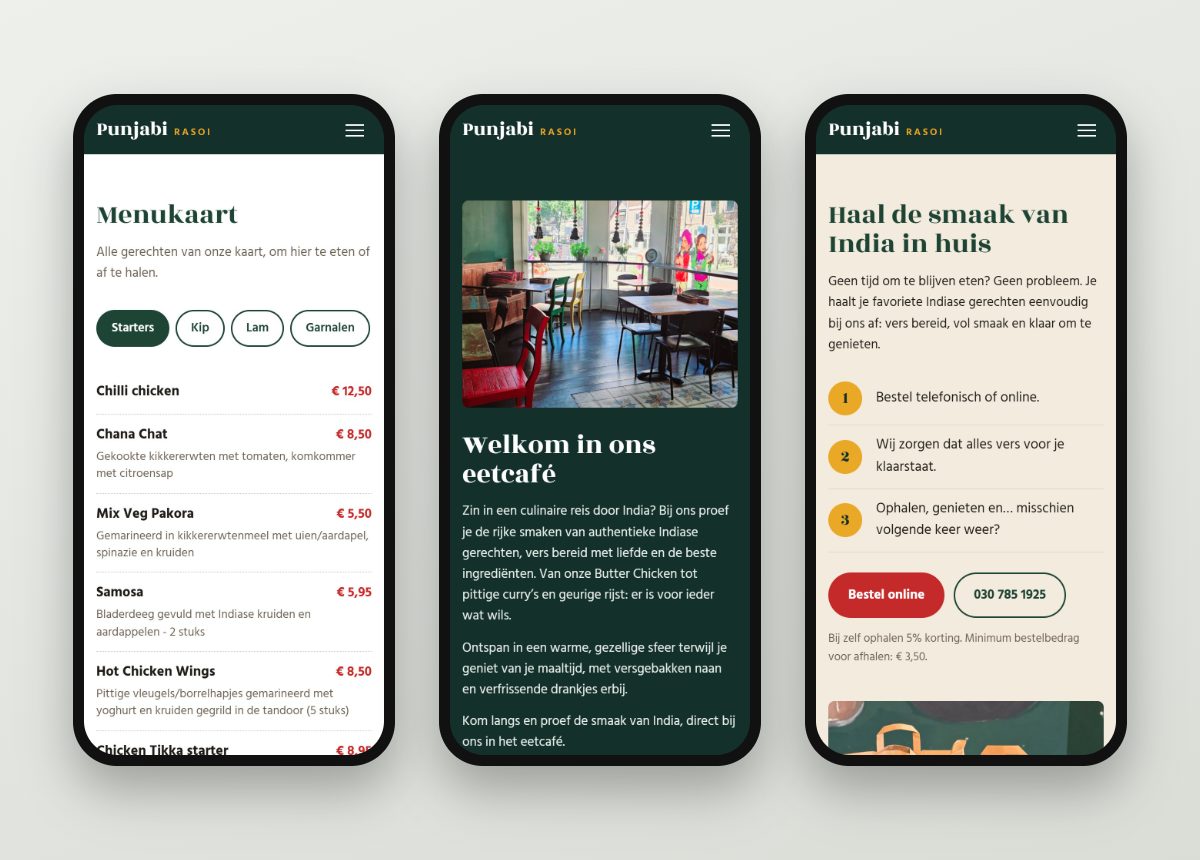 Punjabi RASOI
Menukaart
Alle gerechten van onze kaart, om hier te eten of
af te halen.
Starters
Kip
Lam
Garnalen
Chilli chicken € 12,50
Chana Chat € 8,50
Gekookte kikkererwten met tomaten, komkommer
met citroensap
Mix Veg Pakora € 5,50
Gemarineerd in kikkererwtenmeel met uien/aardapel,
spinazie en kruiden
Samosa € 5,95
Bladerdeeg gevuld met Indiase kruiden en
aardappelen - 2 stuks
Hot Chicken Wings € 8,50
Pittige vleugels/borrelhapjes gemarineerd met
yoghurt en kruiden gegrild in de tandoor (5 stuks)
Chicken Tikka starter € 8,95
Punjabi RASOI
P
Welkom in ons
eetcafé
Zin in een culinaire reis door India? Bij ons proef
je de rijke smaken van authentieke Indiase
gerechten, vers bereid met liefde en de beste
ingrediënten. Van onze Butter Chicken tot
pittige curry’s en geurige rijst: er is voor ieder
wat wils.
Ontspan in een warme, gezellige sfeer terwijl je
geniet van je maaltijd, met versgebakken naan
en verfrissende drankjes erbij.
Kom langs en proef de smaak van India, direct bij
ons in het eetcafé.
Punjabi RASOI
Haal de smaak van
India in huis
Geen tijd om te blijven eten? Geen probleem. Je
haalt je favoriete Indiase gerechten eenvoudig
bij ons af: vers bereid, vol smaak en klaar om te
genieten.
1 Bestel telefonisch of online.
2 Wij zorgen dat alles vers voor je
klaarstaat.
3 Ophalen, genieten en… misschien
volgende keer weer?
Bestel online
030 785 1925
Bij zelf ophalen 5% korting. Minimum bestelbedrag
voor afhalen: € 3,50.